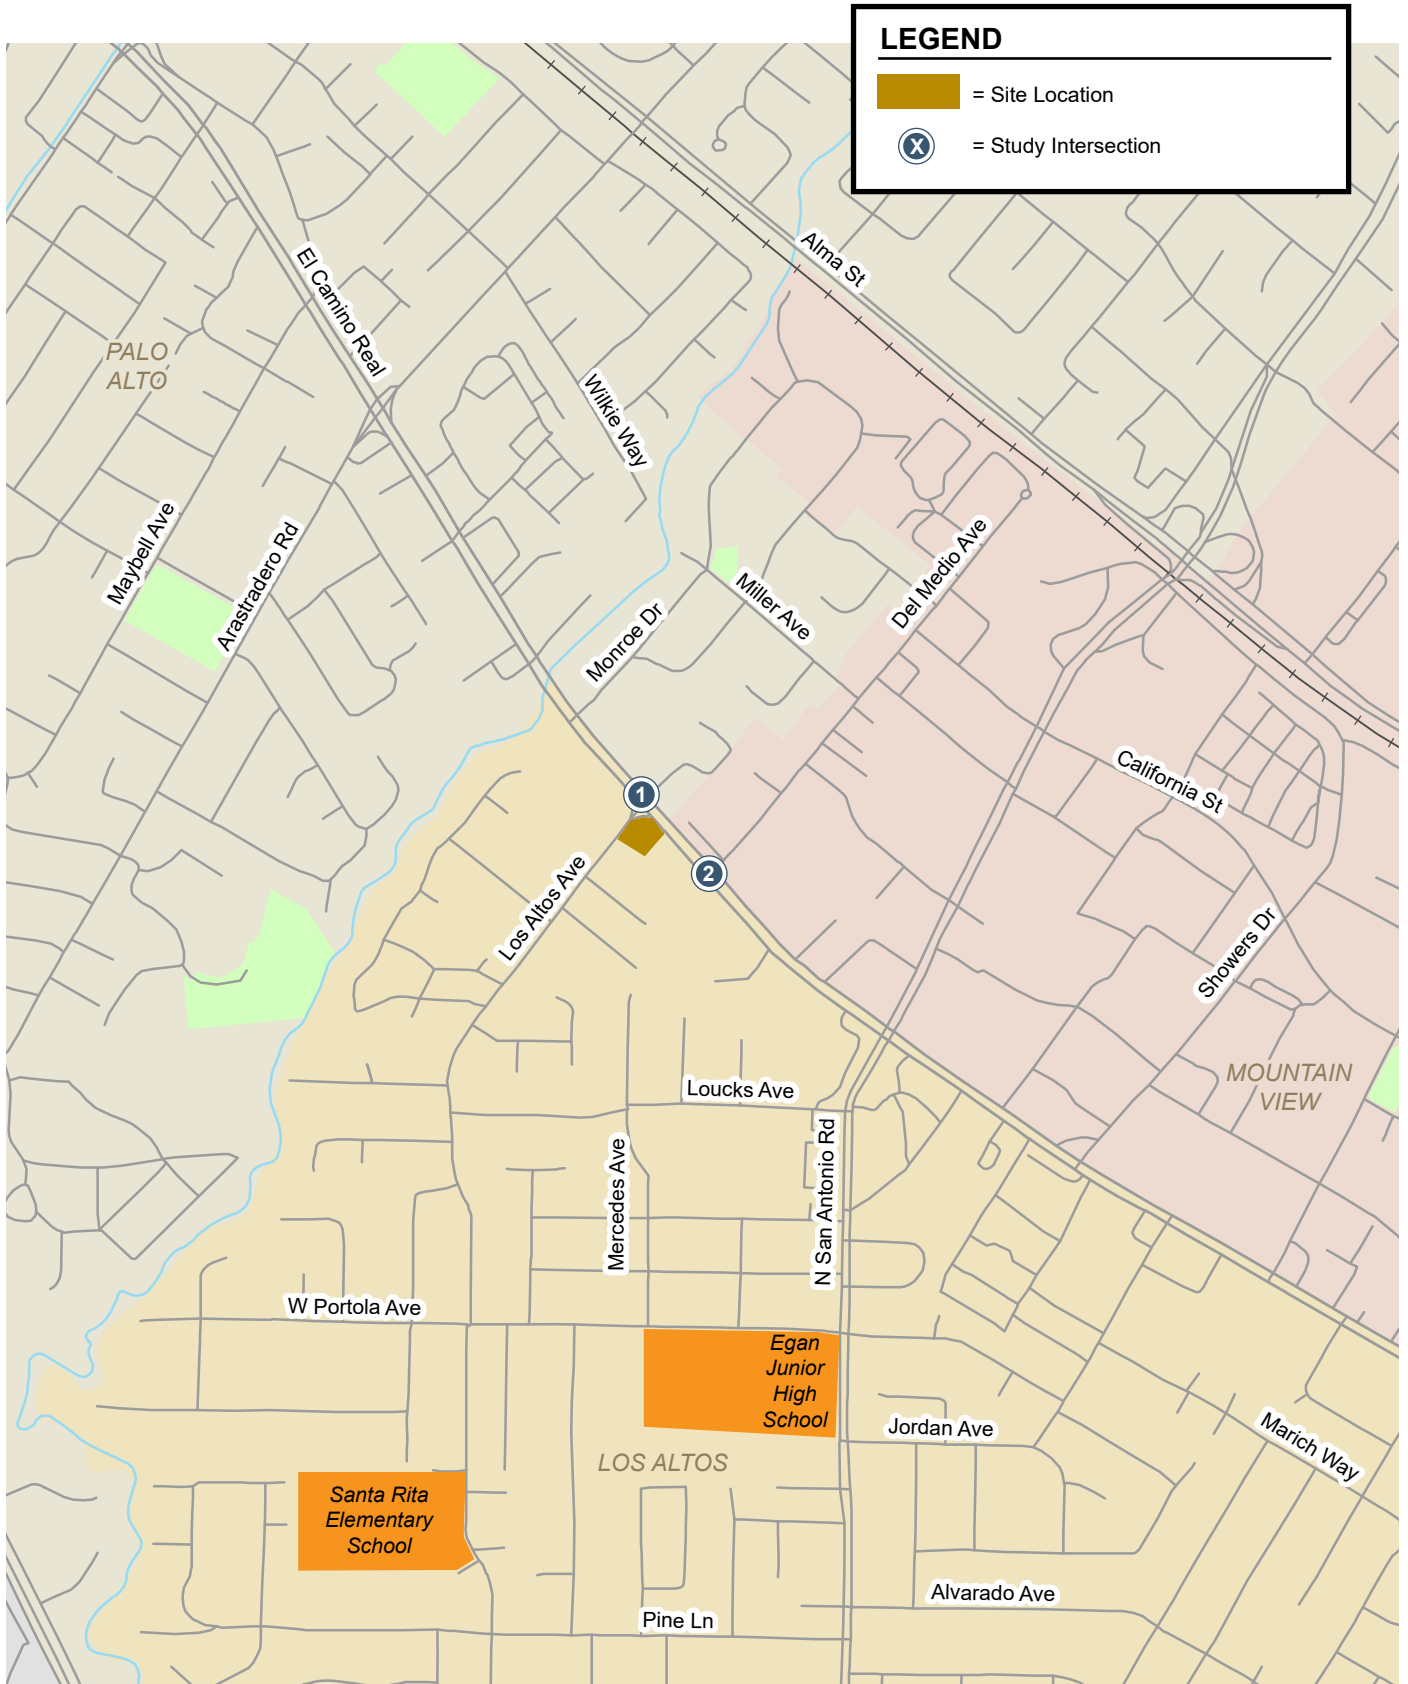 LEGEND
= Site Location
X
= Study Intersection
Alma St
El Camino Real
PALO
ALTO
Wilkie Way
Maybell Ave
Arastradero Rd
Del Medio Ave
Miller Ave
Monroe Dr
California St
1
2
Los Altos Ave
Showers Dr
MOUNTAIN
VIEW
Loucks Ave
Mercedes Ave
N San Antonio Rd
W Portola Ave
Egan
Junior
High
School
Jordan Ave
Marich Way
LOS ALTOS
Santa Rita
Elementary
School
Alvarado Ave
Pine Ln